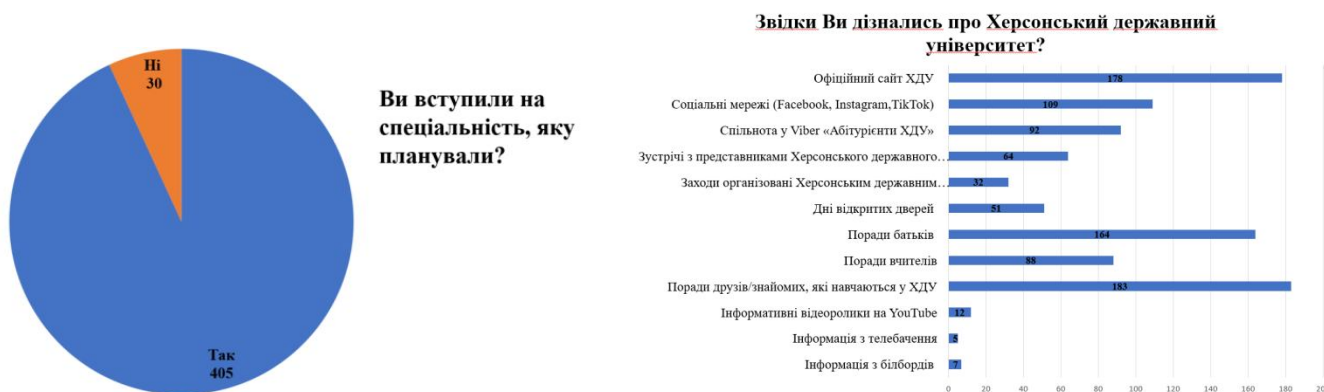 Ні
30
Так
405
Ви вступили на
спеціальність, яку
планували?
Звідки Ви дізнались про Херсонський державний
університет?
Офіційний сайт ХДУ 178
Соціальні мережі (Facebook, Instagram,TikTok) 109
Спільнота у Viber «Абітурієнти ХДУ» 92
Зустрічі з представниками Херсонського державного... 64
Заходи організовані Херсонським державним... 32
Дні відкритих дверей 51
Поради батьків 164
Поради вчителів 88
Поради друзів/знайомих, які навчаються у ХДУ 183
Інформативні відеоролики на YouTube 12
Інформація з телебачення 5
Інформація з білбордів 7
0 20 40 60 80 100 120 140 160 180